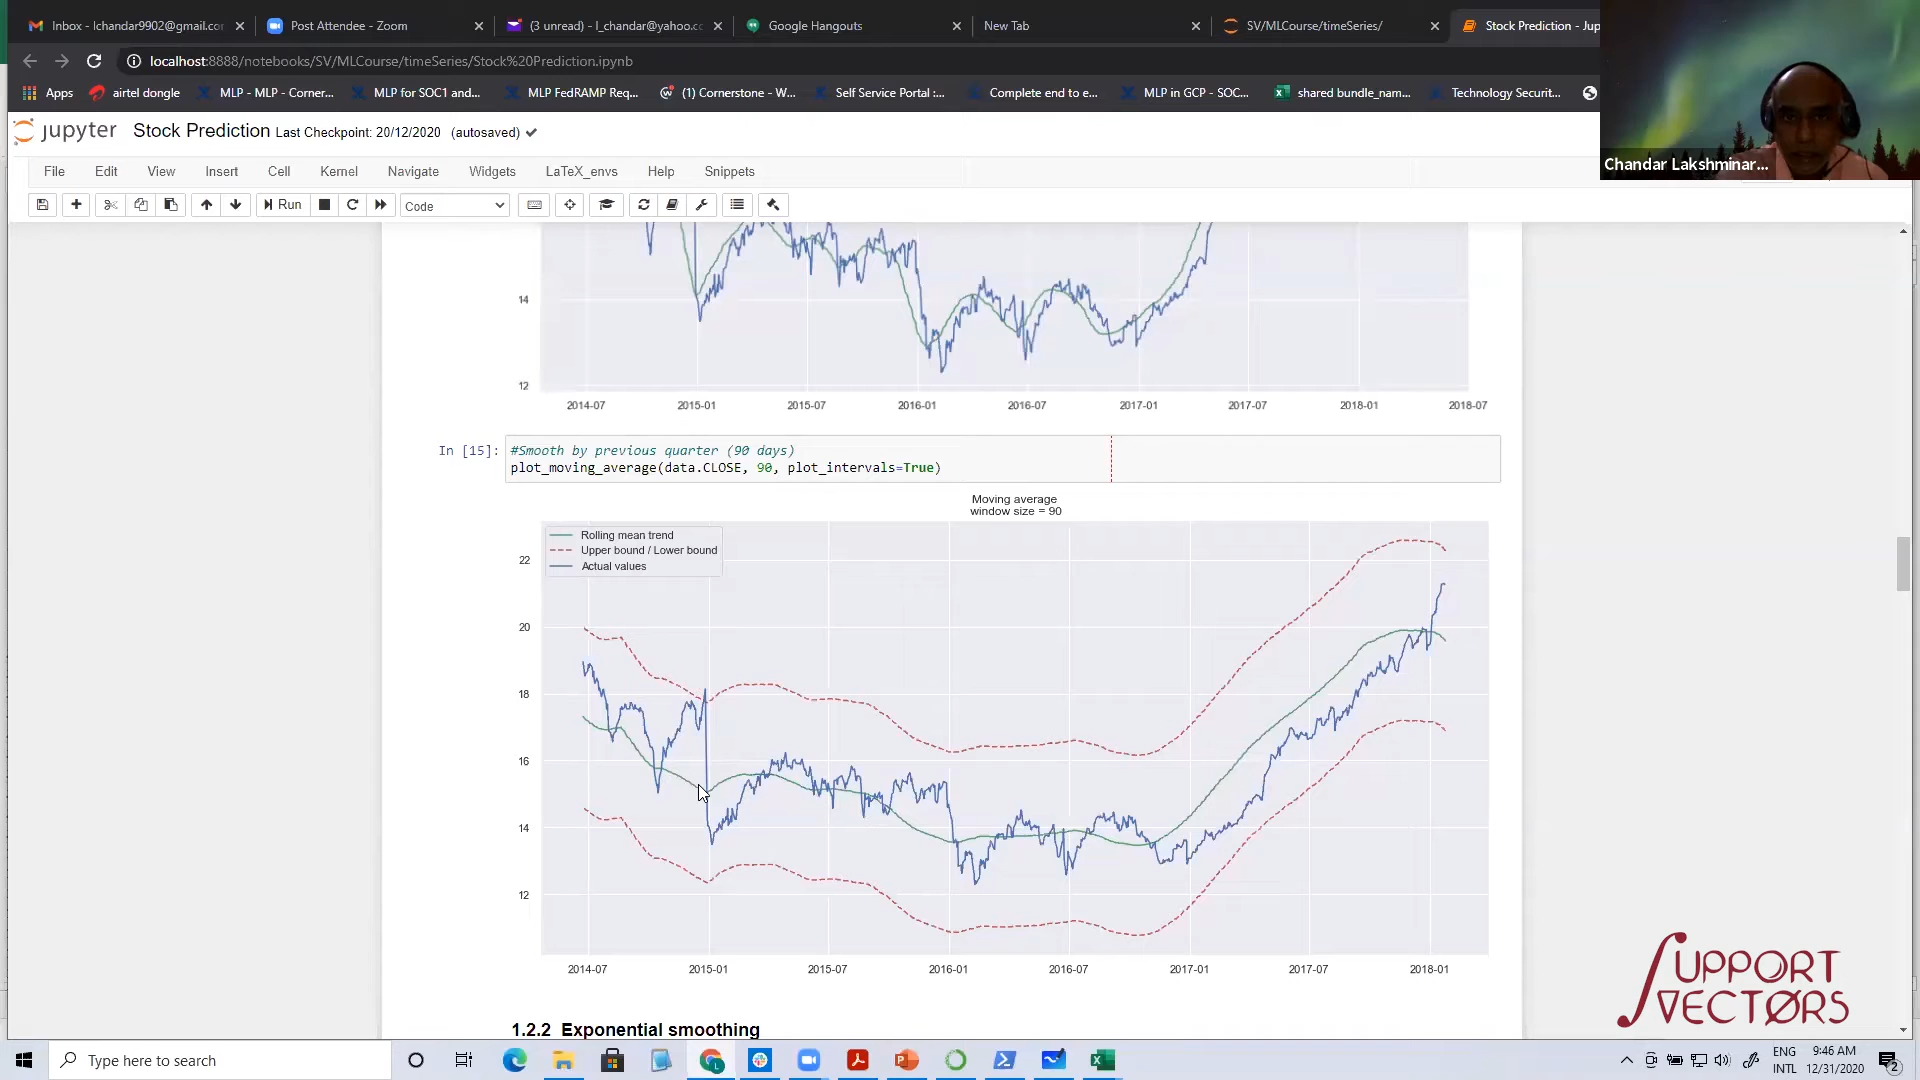 Inbox - lchandar9902@gmail.co
Post Attendee - Zoom
(3 unread) - l_chandar@yahoo.cc
Google Hangouts
New Tab
SV/MLCourse/timeSeries/
Stock Prediction - Jup
localhost:8888/notebooks/SV/MLCourse/timeSeries/Stock%20Prediction.ipynb
Apps
airtel dongle
MLP - MLP - Corner...
MLP for SOC1 and...
MLP FedRAMP Req...
(1) Cornerstone - W...
Self Service Portal :...
Complete end to e...
MLP in GCP - SOC...
shared bundle_nam...
Technology Securit...
jupyter Stock Prediction Last Checkpoint: 20/12/2020 (autosaved)
Chandar Lakshminar...
File Edit View Insert Cell Kernel Navigate Widgets LaTeX_envs Help Snippets
Run
Code
14
12
2014-07 2015-01 2015-07 2016-01 2016-07 2017-01 2017-07 2018-01 2018-07
In [15]: #Smooth by previous quarter (90 days)
plot_moving_average(data.CLOSE, 90, plot_intervals=True)
Moving average
window size = 90
Rolling mean trend
Upper bound / Lower bound
Actual values
22
20
18
16
14
12
2014-07 2015-01 2015-07 2016-01 2016-07 2017-01 2017-07 2018-01
1.2.2 Exponential smoothing
SUPPORT
VECTORS
Type here to search
ENG
INTL
9:46 AM
12/31/2020
2